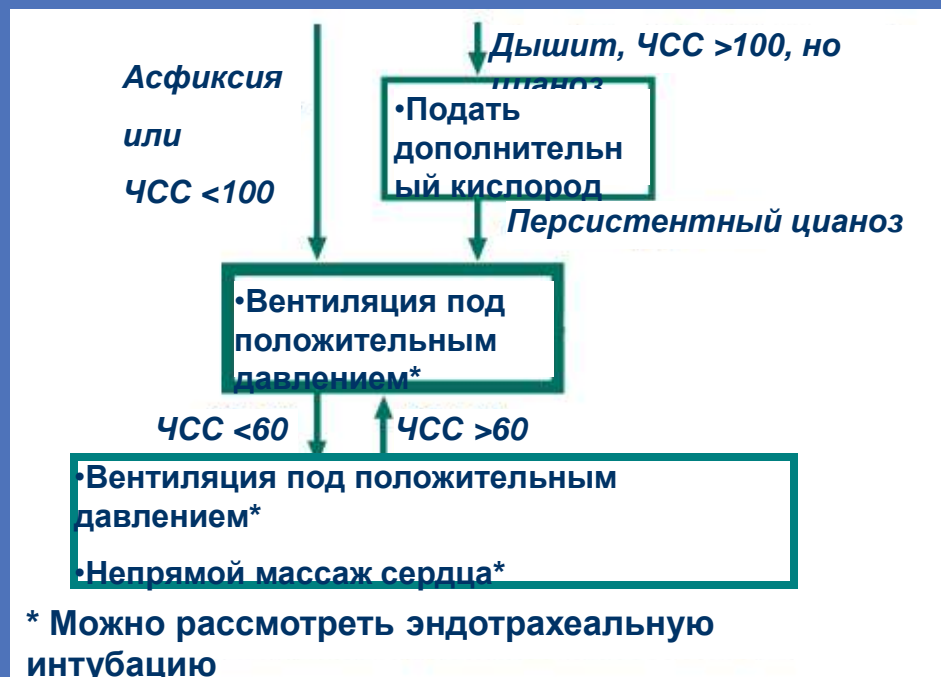 Дышит, ЧСС >100, но
цианоз
Асфиксия
или
ЧСС <100
•Подать
дополнительн
ый кислород
Персистентный цианоз
•Вентиляция под
положительным
давлением*
ЧСС <60
ЧСС >60
•Вентиляция под положительным
давлением*
•Непрямой массаж сердца*
* Можно рассмотреть эндотрахеальную
интубацию